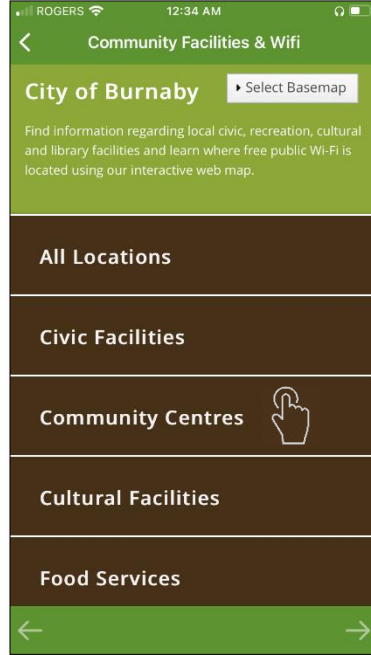 ROGERS 12:34 AM
Community Facilities & Wifi
City of Burnaby
Select Basemap
Find information regarding local civic, recreation, cultural
and library facilities and learn where free public Wi-Fi is
located using our interactive web map.
All Locations
Civic Facilities
Community Centres
Cultural Facilities
Food Services